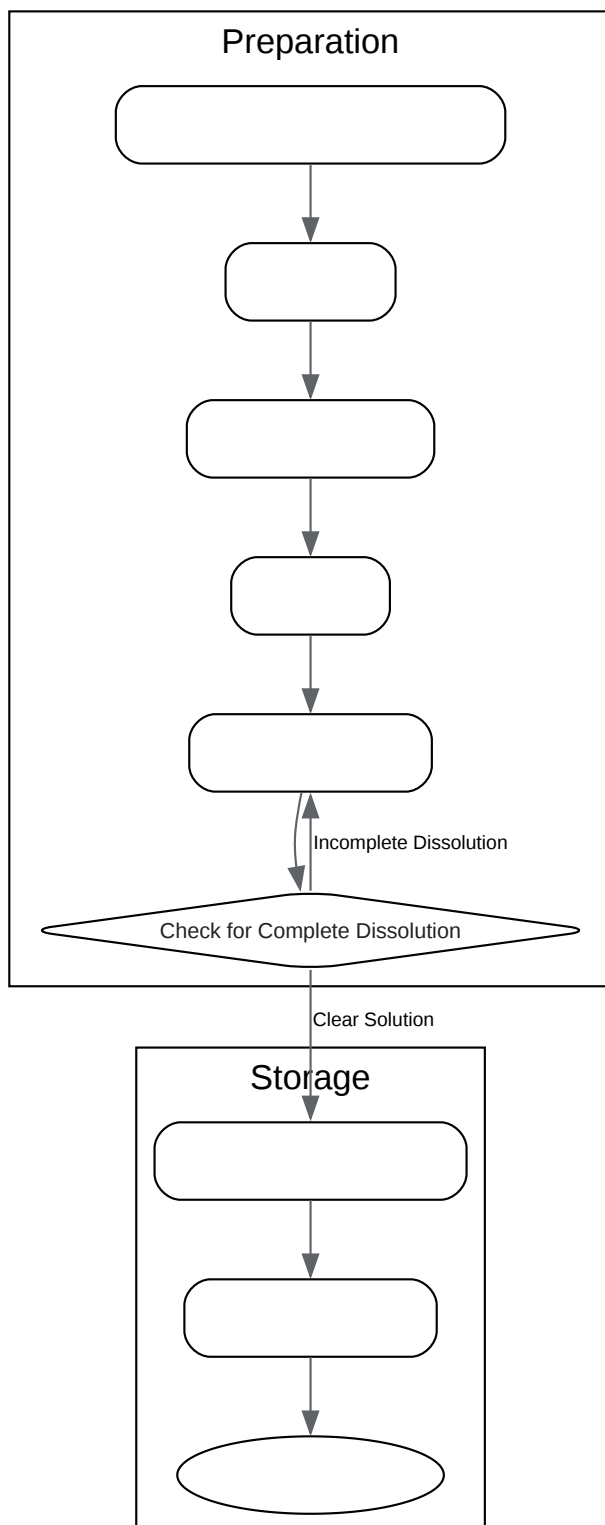 Preparation
Incomplete Dissolution
Check for Complete Dissolution
Clear Solution
Storage